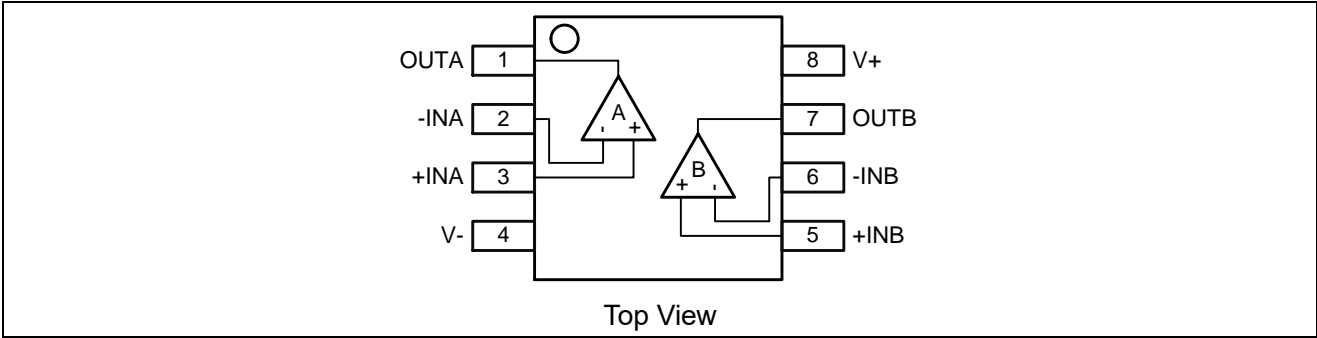 OUTA 1 8 V+
A
-INA 2 7 OUTB
- +
B
+INA 3 6 -INB
+ -
V- 4 5 +INB
Top View